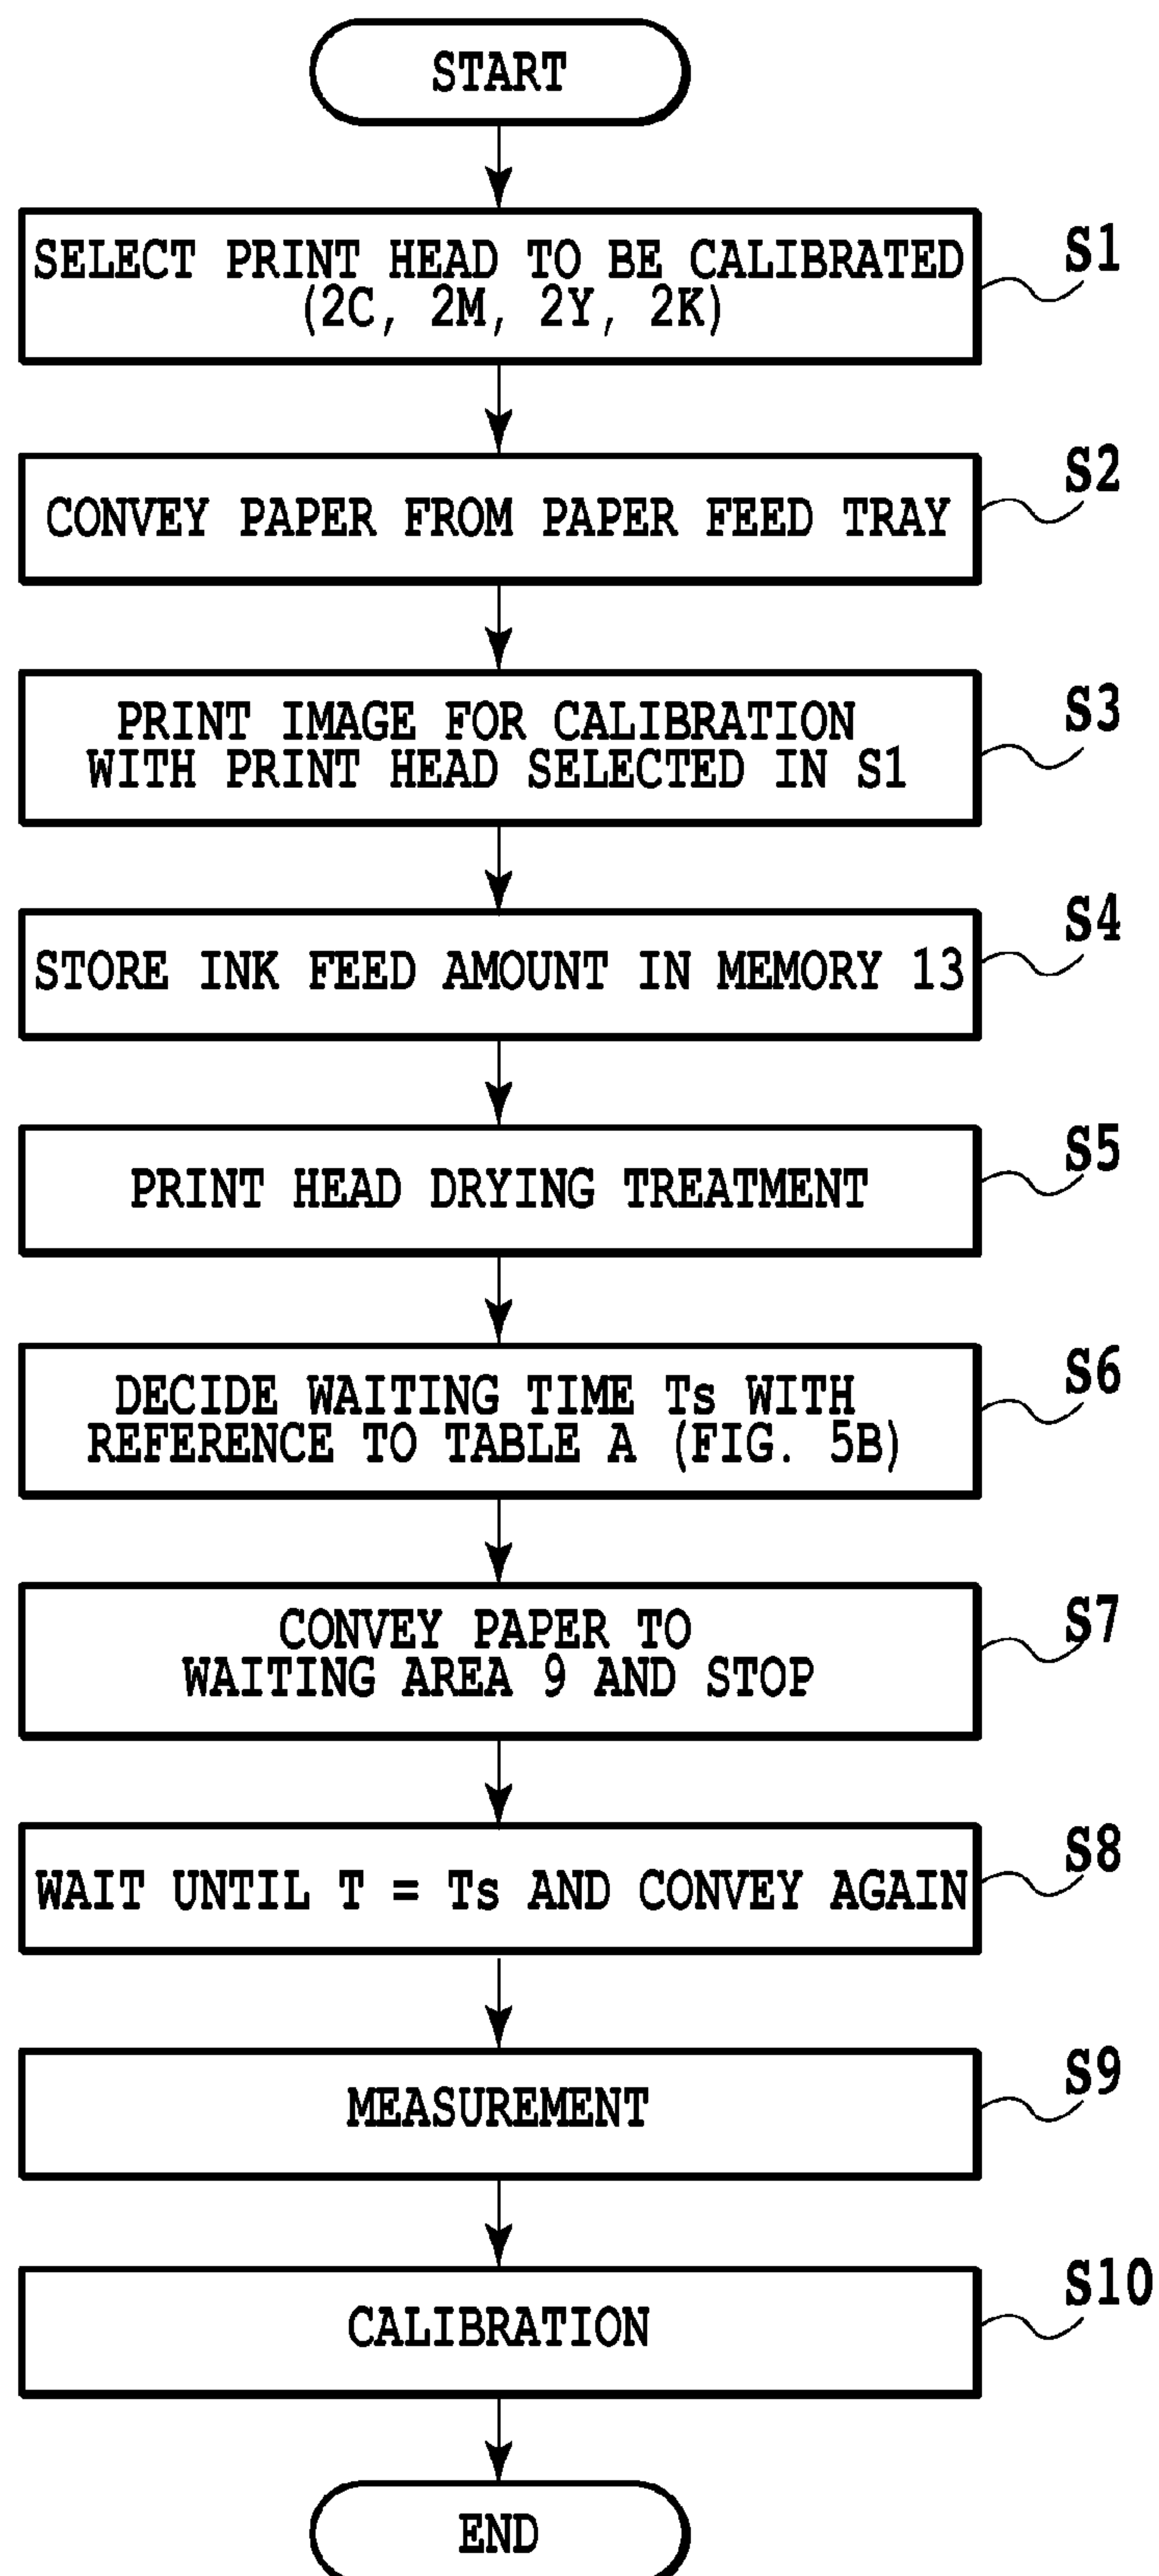 START
SELECT PRINT HEAD TO BE CALIBRATED
(2C, 2M, 2Y, 2K)
S1
CONVEY PAPER FROM PAPER FEED TRAY
S2
PRINT IMAGE FOR CALIBRATION
WITH PRINT HEAD SELECTED IN S1
S3
STORE INK FEED AMOUNT IN MEMORY 13
S4
PRINT HEAD DRYING TREATMENT
S5
DECIDE WAITING TIME Ts WITH
REFERENCE TO TABLE A (FIG. 5B)
S6
CONVEY PAPER TO
WAITING AREA 9 AND STOP
S7
WAIT UNTIL T = Ts AND CONVEY AGAIN
S8
MEASUREMENT
S9
CALIBRATION
S10
END